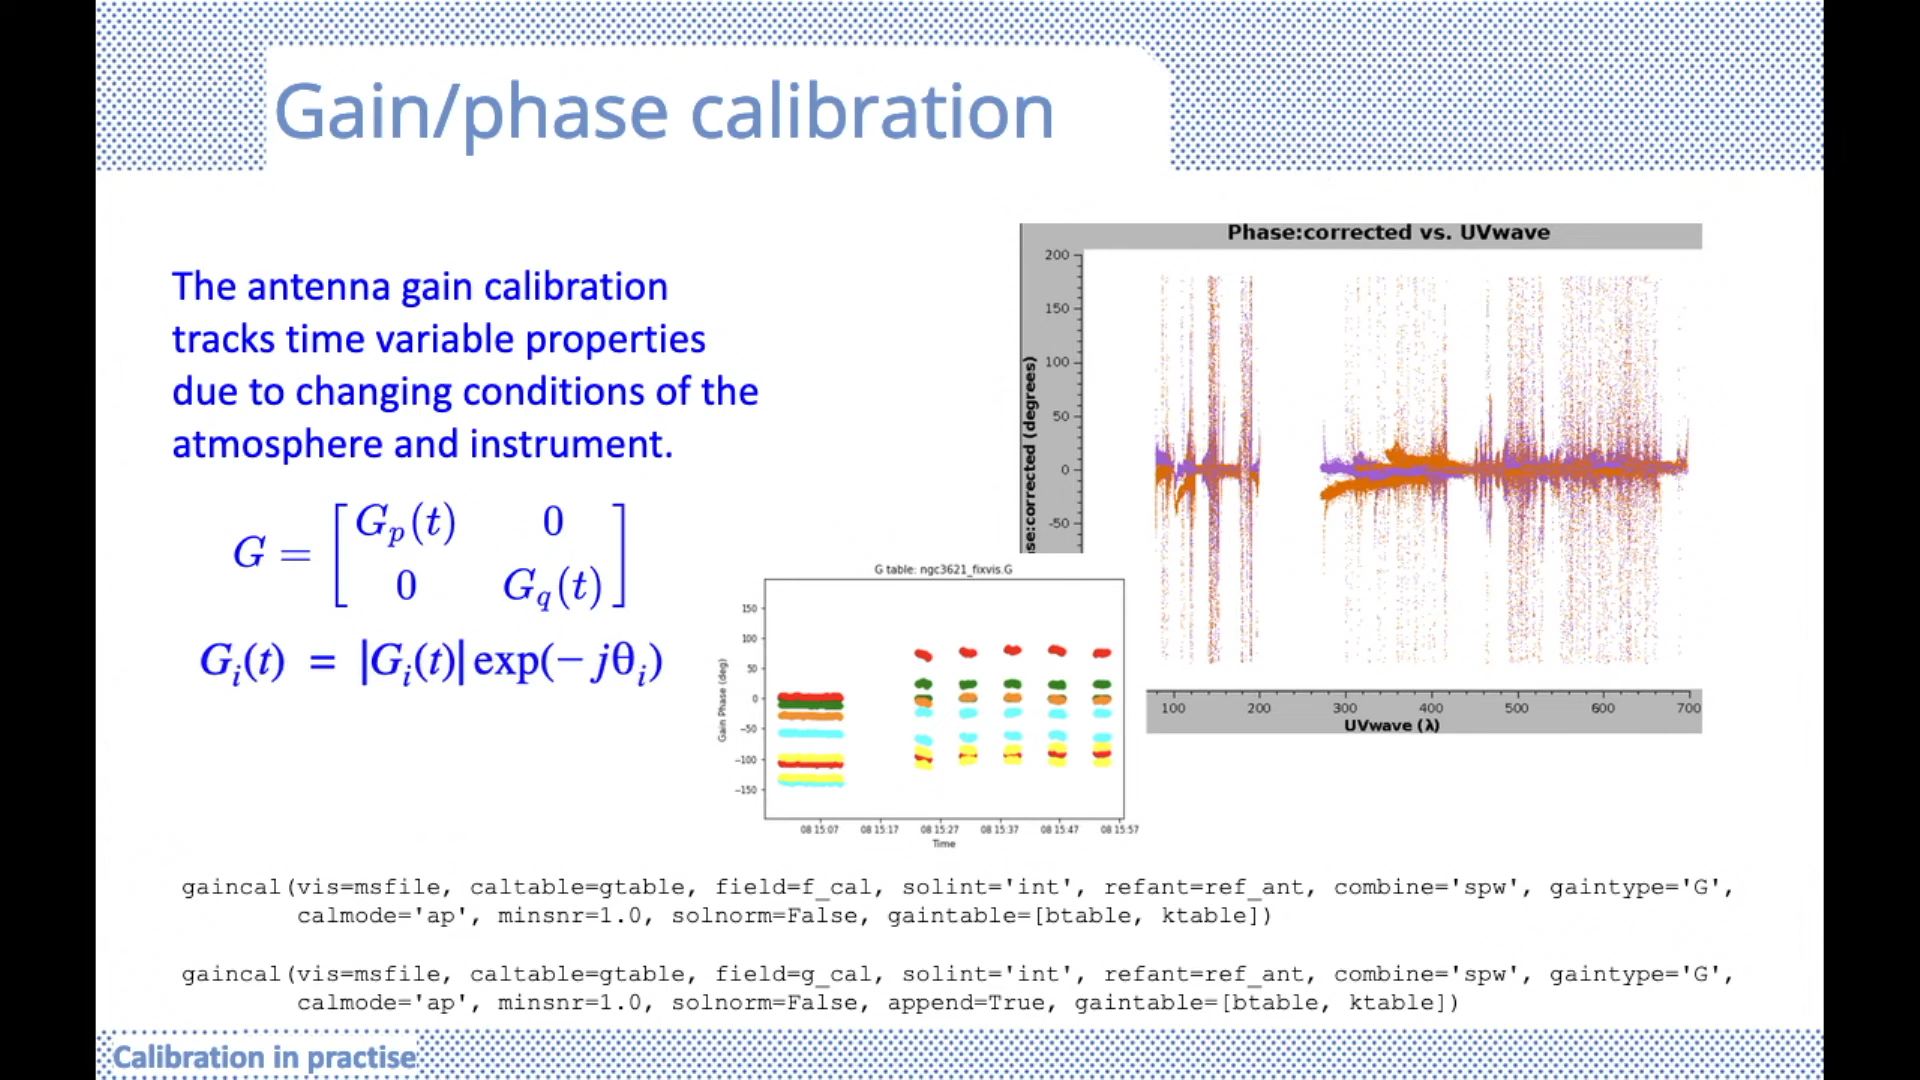 Gain/phase calibration
The antenna gain calibration
tracks time variable properties
due to changing conditions of the
atmosphere and instrument.
G = [ G_p(t) 0
0 G_q(t) ]
G_i(t) = |G_i(t)| exp(− jθ_i)
Phase:corrected vs. UVwave
200
150
100
50
0
-50
se:corrected (degrees)
100 200 300 400 500 600 700
UVwave (λ)
G table: ngc3621_fixvis.G
150
100
50
0
−50
−100
−150
Gain Phase (deg)
08 15:07 08 15:17 08 15:27 08 15:37 08 15:47 08 15:57
Time
gaincal(vis=msfile, caltable=gtable, field=f_cal, solint='int', refant=ref_ant, combine='spw', gaintype='G',
calmode='ap', minsnr=1.0, solnorm=False, gaintable=[btable, ktable])
gaincal(vis=msfile, caltable=gtable, field=g_cal, solint='int', refant=ref_ant, combine='spw', gaintype='G',
calmode='ap', minsnr=1.0, solnorm=False, append=True, gaintable=[btable, ktable])
Calibration in practise